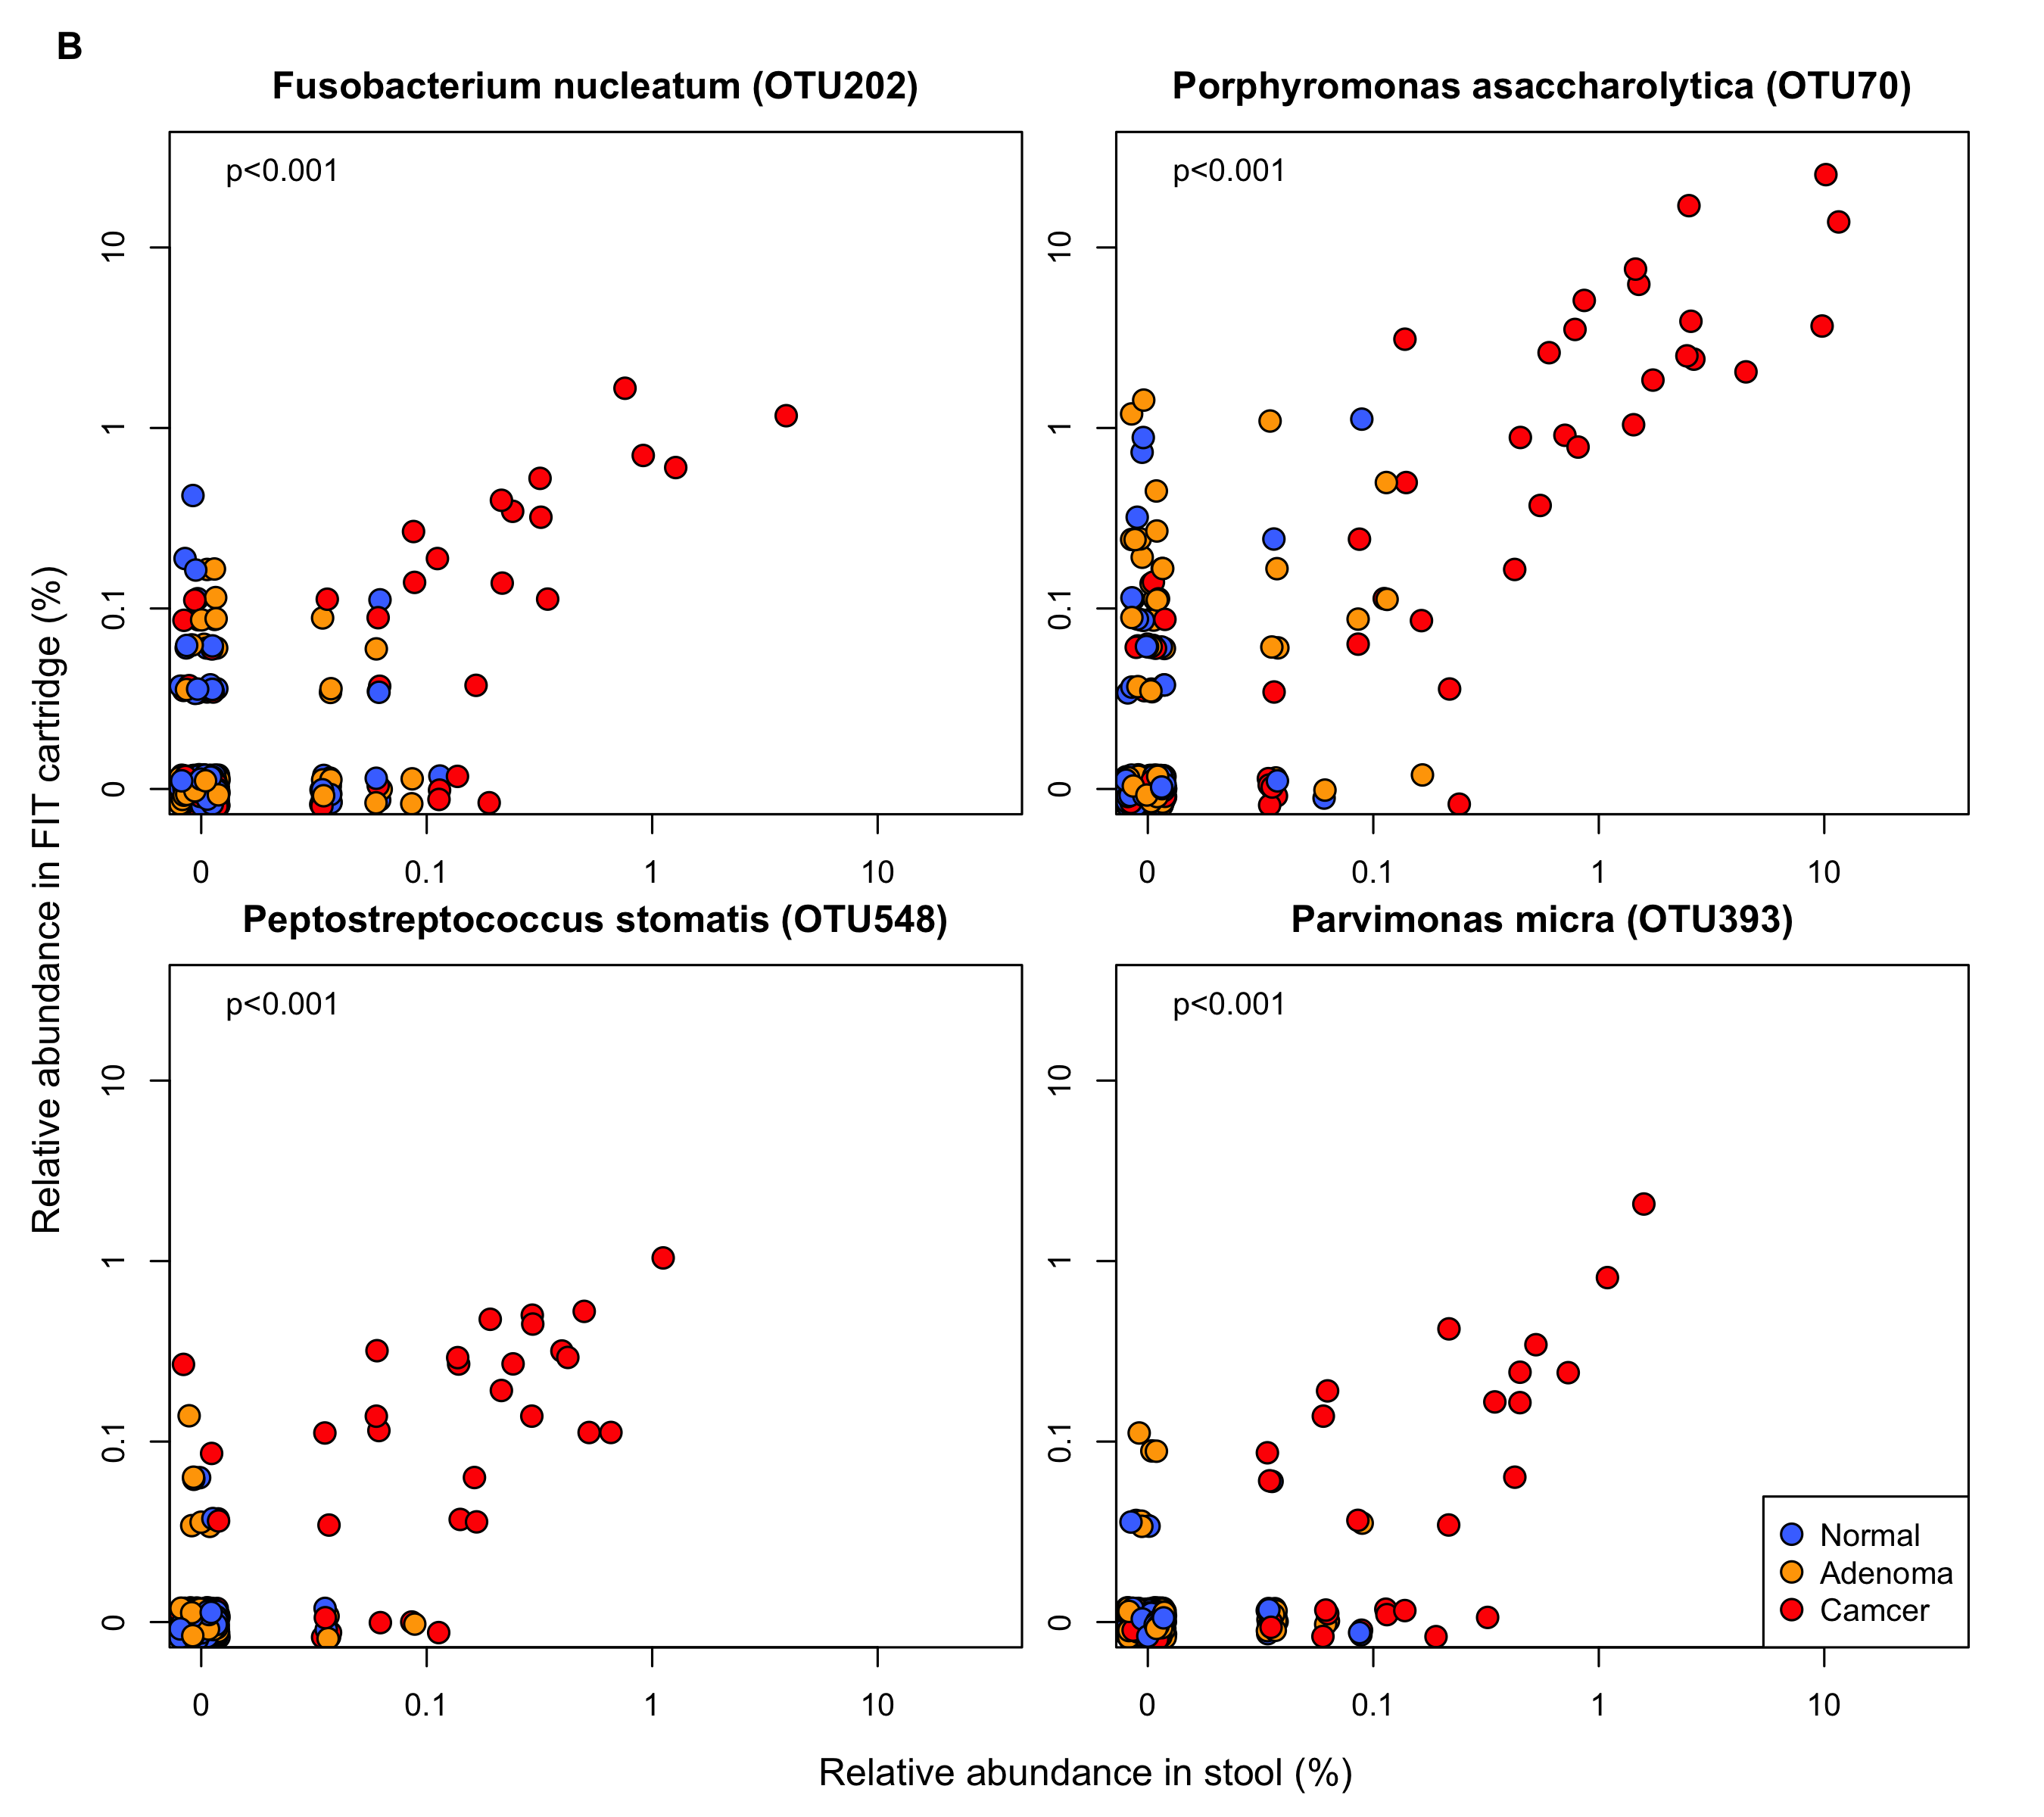 B
Fusobacterium nucleatum (OTU202)
Porphyromonas asaccharolytica (OTU70)
p<0.001
p<0.001
10
1
0.1
0
10
1
0.1
0
0 0.1 1 10
0 0.1 1 10
Peptostreptococcus stomatis (OTU548)
Parvimonas micra (OTU393)
p<0.001
p<0.001
10
1
0.1
0
10
1
0.1
0
Normal
Adenoma
Camcer
0 0.1 1 10
0 0.1 1 10
Relative abundance in FIT cartridge (%)
Relative abundance in stool (%)